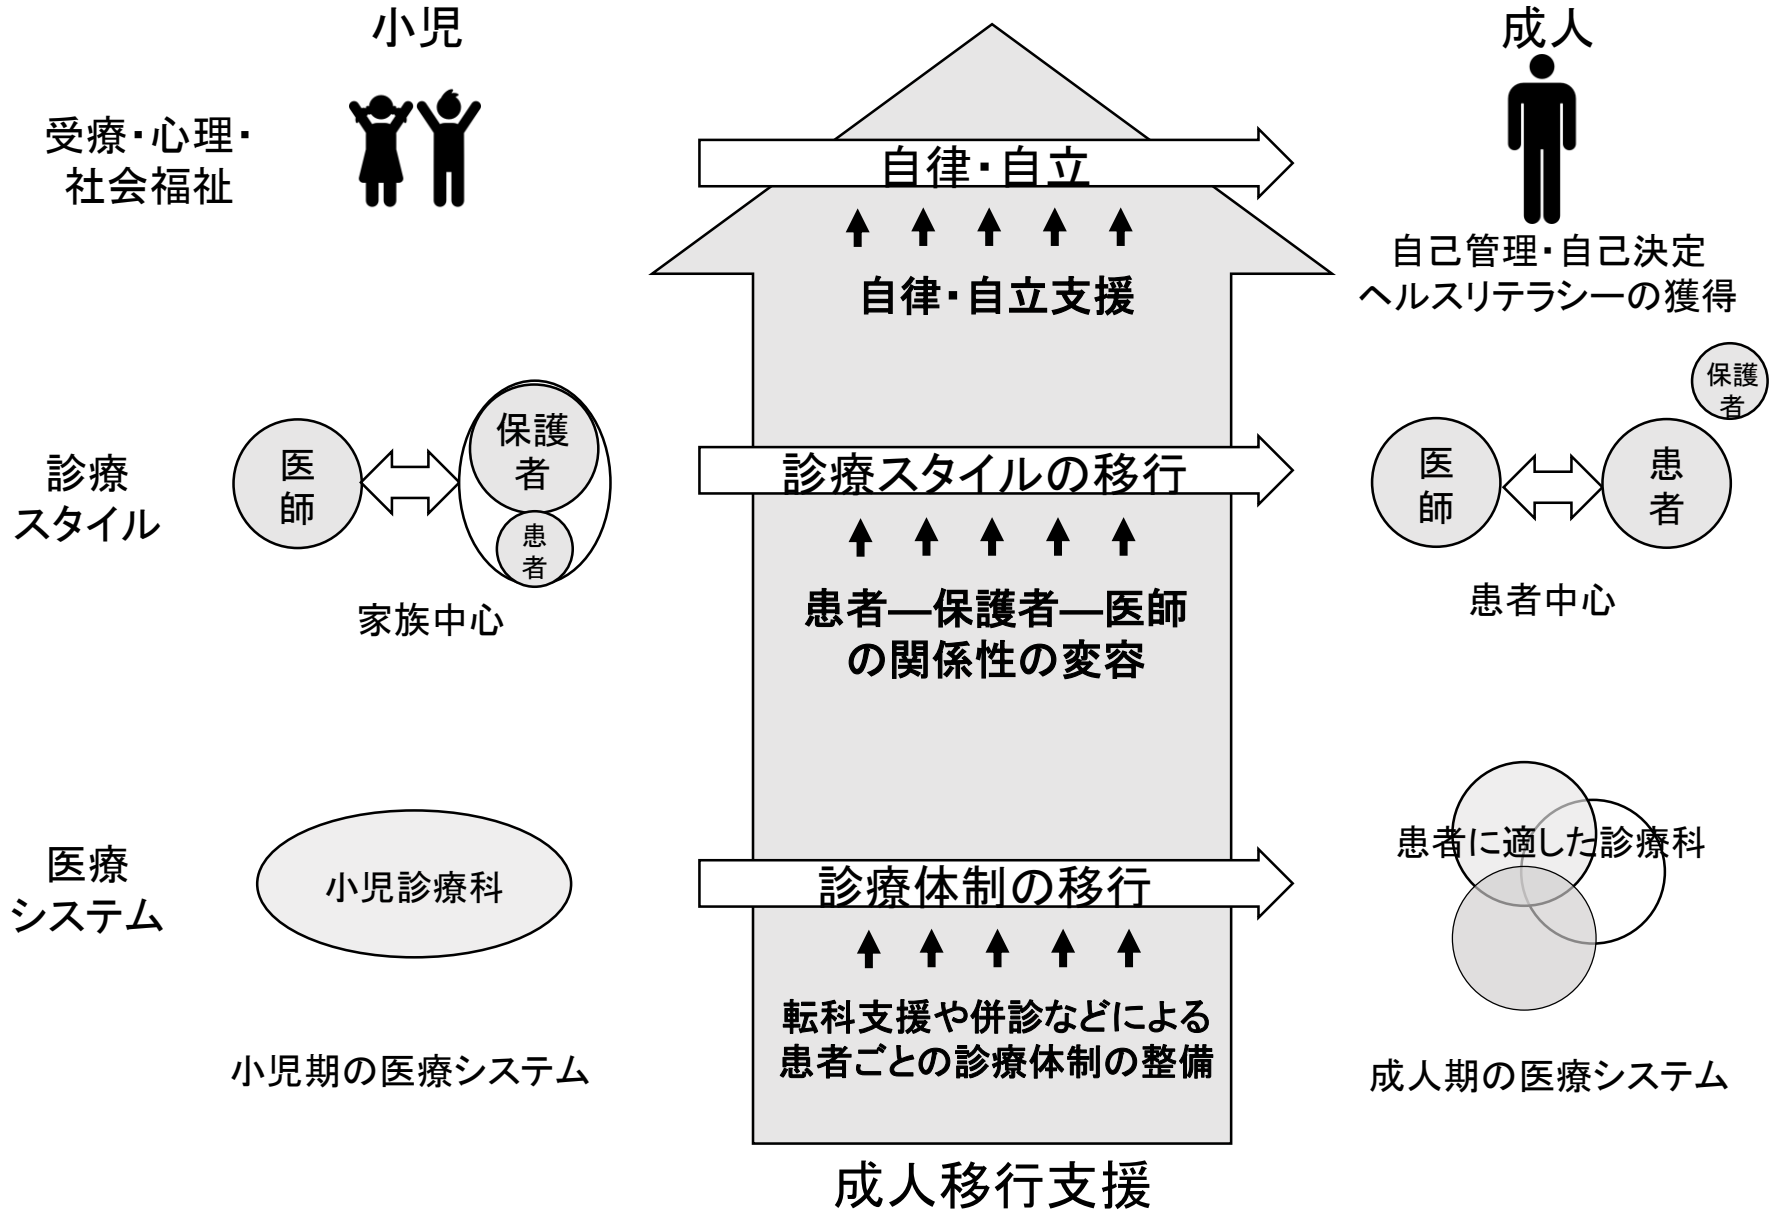 小児
成人
受療・心理・
社会福祉
自律・自立
自律・自立支援
自己管理・自己決定
ヘルスリテラシーの獲得
診療
スタイル
医
師
保護
者
患
者
家族中心
診療スタイルの移行
患者―保護者―医師
の関係性の変容
医
師
患
者
保護
者
患者中心
医療
システム
小児診療科
小児期の医療システム
診療体制の移行
転科支援や併診などによる
患者ごとの診療体制の整備
患者に適した診療科
成人期の医療システム
成人移行支援